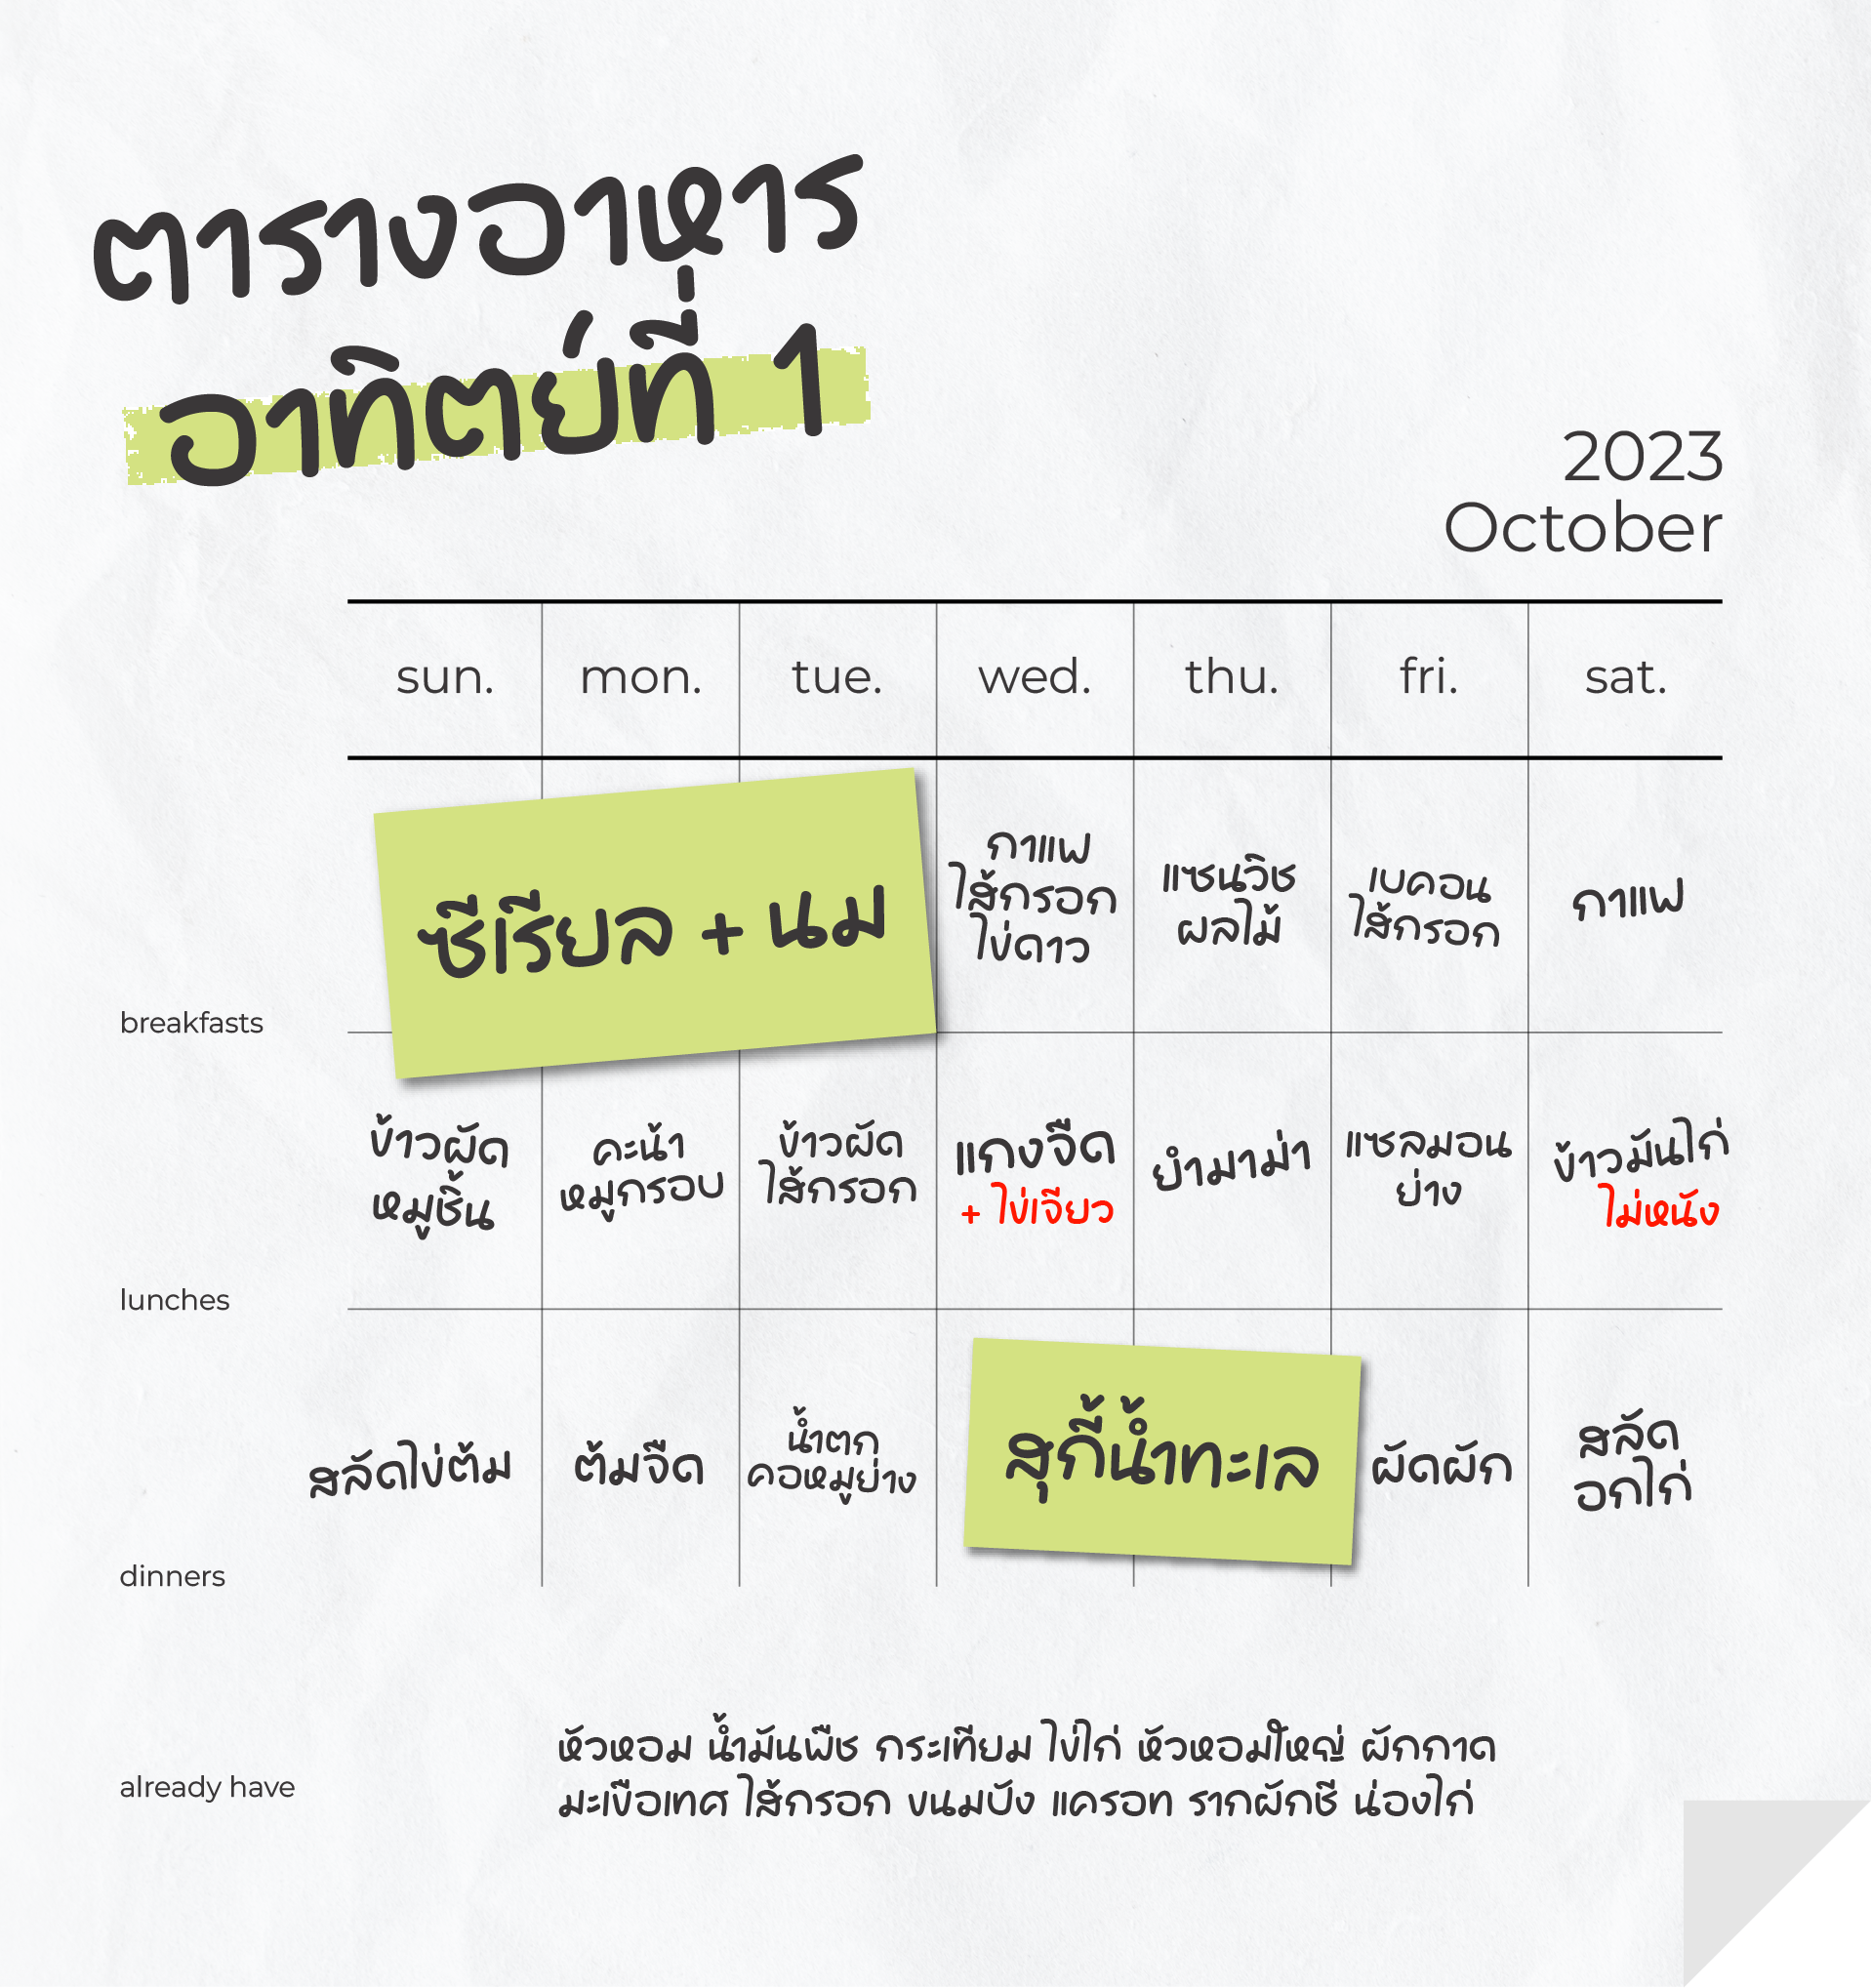 ตารางอาหาร
อาทิตย์ที่ 1
2023
October
sun. mon. tue. wed. thu. fri. sat.
ซีเรียล + นม
กาแฟ
ไส้กรอก
ไข่ดาว
แซนวิช
ผลไม้
เบคอน
ไส้กรอก
กาแฟ
breakfasts
ข้าวผัด
หมูชิ้น
คะน้า
หมูกรอบ
ข้าวผัด
ไส้กรอก
แกงจืด
+ ไข่เจียว
ยำมาม่า
แซลมอน
ย่าง
ข้าวมันไก่
ไม่หนัง
lunches
สลัดไข่ต้ม
ต้มจืด
น้ำตก
คอหมูย่าง
สุกี้น้ำทะเล
ผัดผัก
สลัด
อกไก่
dinners
หัวหอม น้ำมันพืช กระเทียม ไข่ไก่ หัวหอมใหญ่ ผักกาด
มะเขือเทศ ไส้กรอก ขนมปัง แครอท รากผักชี น่องไก่
already have